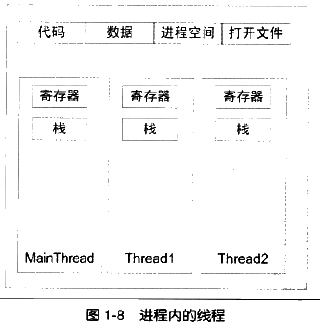 代码 数据 进程空间 打开文件
寄存器 寄存器 寄存器
栈 栈 栈
MainThread Thread1 Thread2
图 1-8 进程内的线程